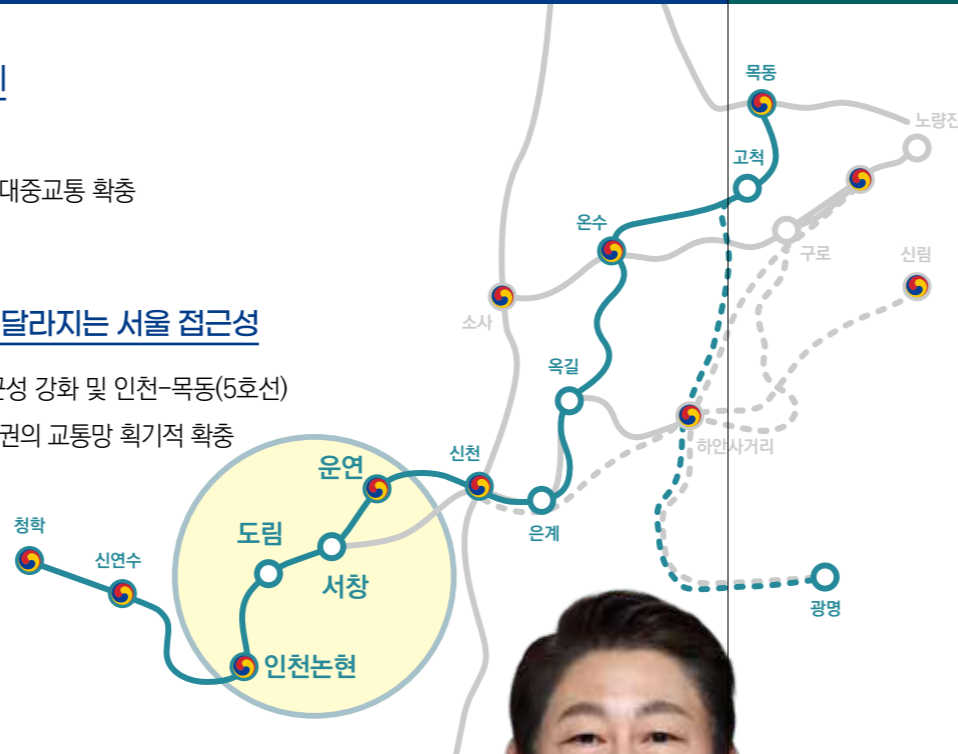 대중교통 확충
달라지는 서울 접근성
근성 강화 및 인천-목동(5호선)
권의 교통망 획기적 확충
목동
노량진
고척
온수
구로
신림
소사
옥길
하안사거리
신천
운연
은계
도림
청학
신연수
서창
광명
인천논현